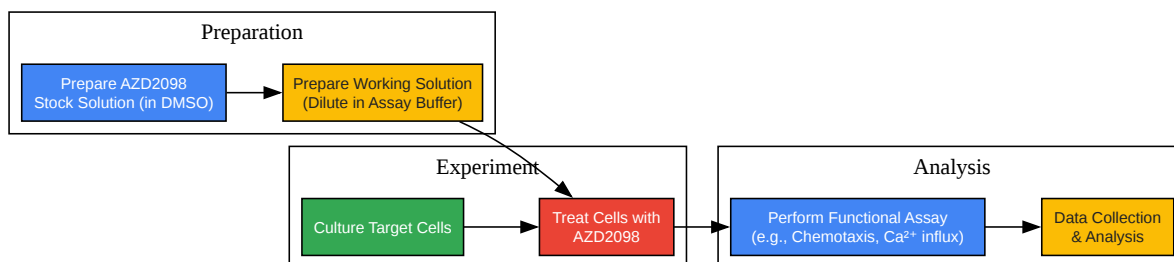 Preparation
Prepare AZD2098
Stock Solution (in DMSO)
Prepare Working Solution
(Dilute in Assay Buffer)
Experiment
Culture Target Cells
Treat Cells with
AZD2098
Analysis
Perform Functional Assay
(e.g., Chemotaxis, Ca²⁺ influx)
Data Collection
& Analysis